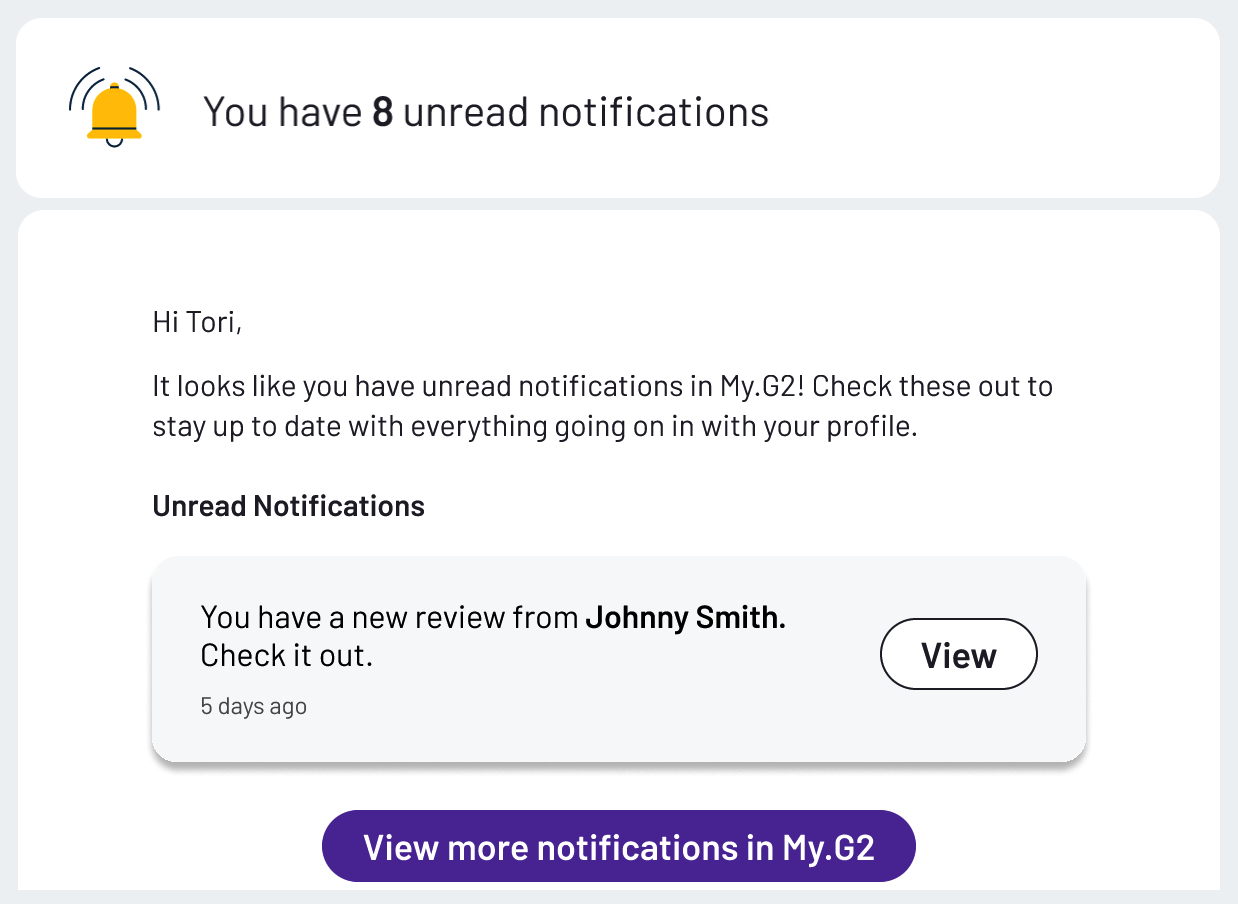 You have 8 unread notifications
Hi Tori,
It looks like you have unread notifications in My.G2! Check these out to
stay up to date with everything going on in with your profile.
Unread Notifications
You have a new review from Johnny Smith.
Check it out.
View
5 days ago
View more notifications in My.G2